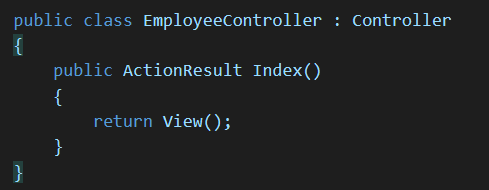 public class EmployeeController : Controller
{
    public ActionResult Index()
    {
        return View();
    }
}